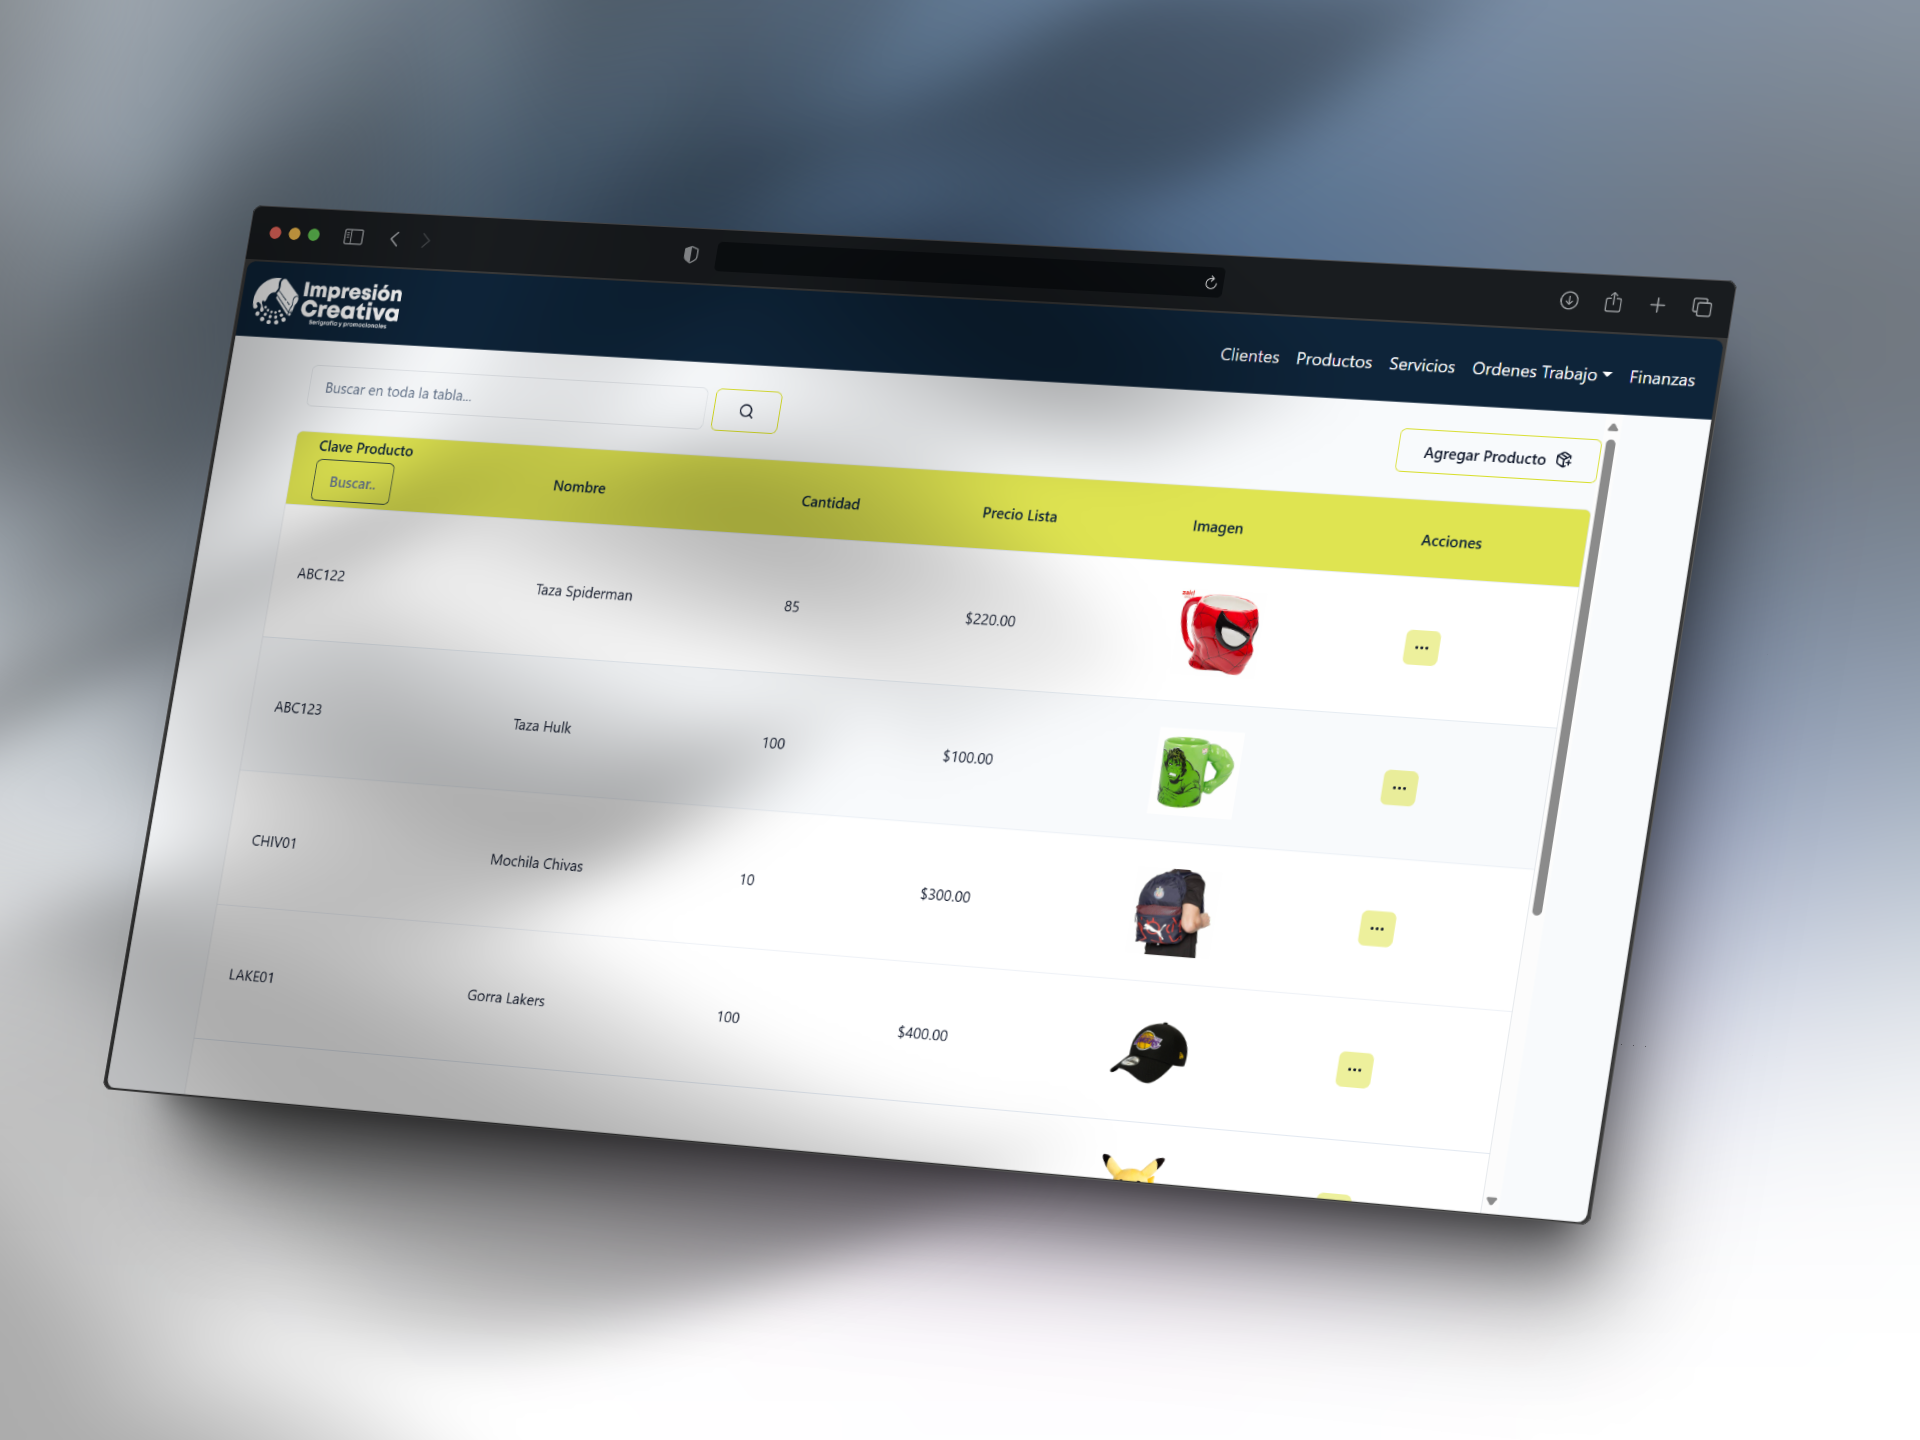 Impresión
Creativa
Serigrafía y promocionales
Clientes Productos Servicios Ordenes Trabajo Finanzas
Buscar en toda la tabla...
Agregar Producto
Clave Producto Nombre Cantidad Precio Lista Imagen Acciones
Buscar..
ABC122 Taza Spiderman 85 $220.00
ABC123 Taza Hulk 100 $100.00
CHIV01 Mochila Chivas 10 $300.00
LAKE01 Gorra Lakers 100 $400.00